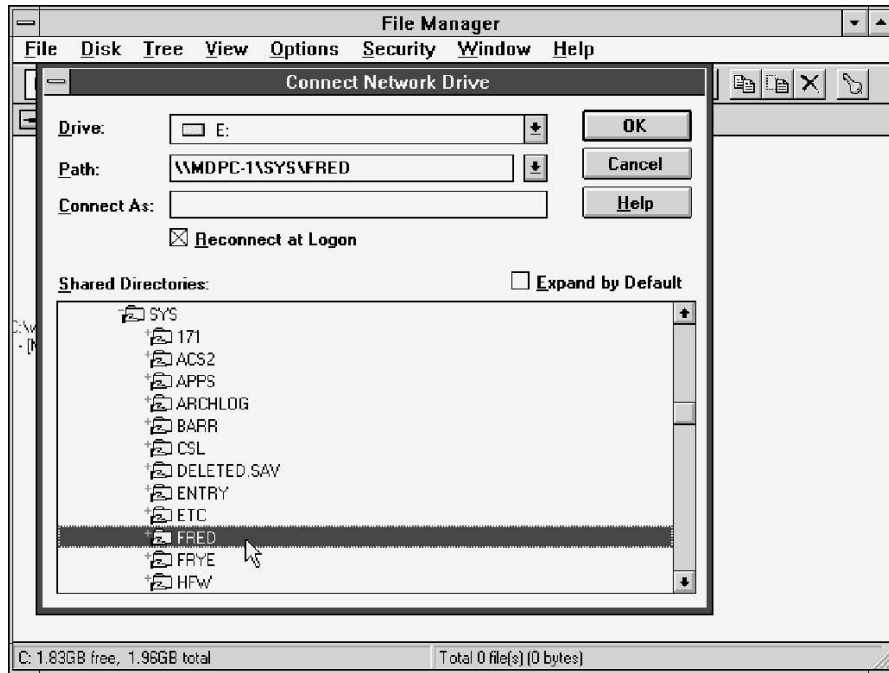 File Manager
File Disk Tree View Options Security Window Help
Connect Network Drive
Drive: E: OK
Path: \\MDPC-1\SYS\FRED Cancel
Connect As: Help
Reconnect at Logon
Shared Directories: Expand by Default
SYS
171
ACS2
APPS
ARCHLOG
BARR
CSL
DELETED.SAV
ENTRY
ETC
FRED
FRYE
HFW
C: 1.83GB free, 1.96GB total Total 0 file(s) (0 bytes)